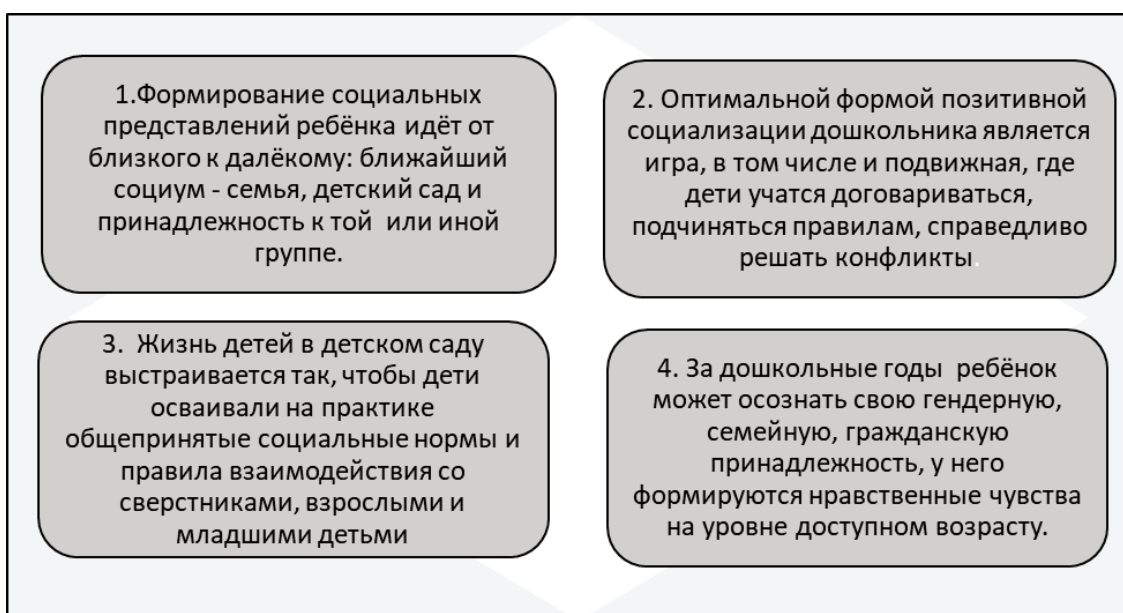 1.Формирование социальных
представлений ребёнка идёт от
близкого к далёкому: ближайший
социум - семья, детский сад и
принадлежность к той или иной
группе.
2. Оптимальной формой позитивной
социализации дошкольника является
игра, в том числе и подвижная, где
дети учатся договариваться,
подчиняться правилам, справедливо
решать конфликты.
3. Жизнь детей в детском саду
выстраивается так, чтобы дети
осваивали на практике
общепринятые социальные нормы и
правила взаимодействия со
сверстниками, взрослыми и
младшими детьми
4. За дошкольные годы ребёнок
может осознать свою гендерную,
семейную, гражданскую
принадлежность, у него
формируются нравственные чувства
на уровне доступном возрасту.